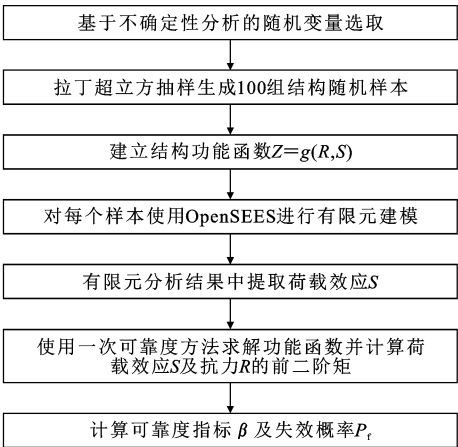 基于不确定性分析的随机变量选取
拉丁超立方抽样生成100组结构随机样本
建立结构功能函数Z=g(R,S)
对每个样本使用OpenSEES进行有限元建模
有限元分析结果中提取荷载效应S
使用一次可靠度方法求解功能函数并计算荷
载效应S及抗力R的前二阶矩
计算可靠度指标 β 及失效概率Pf